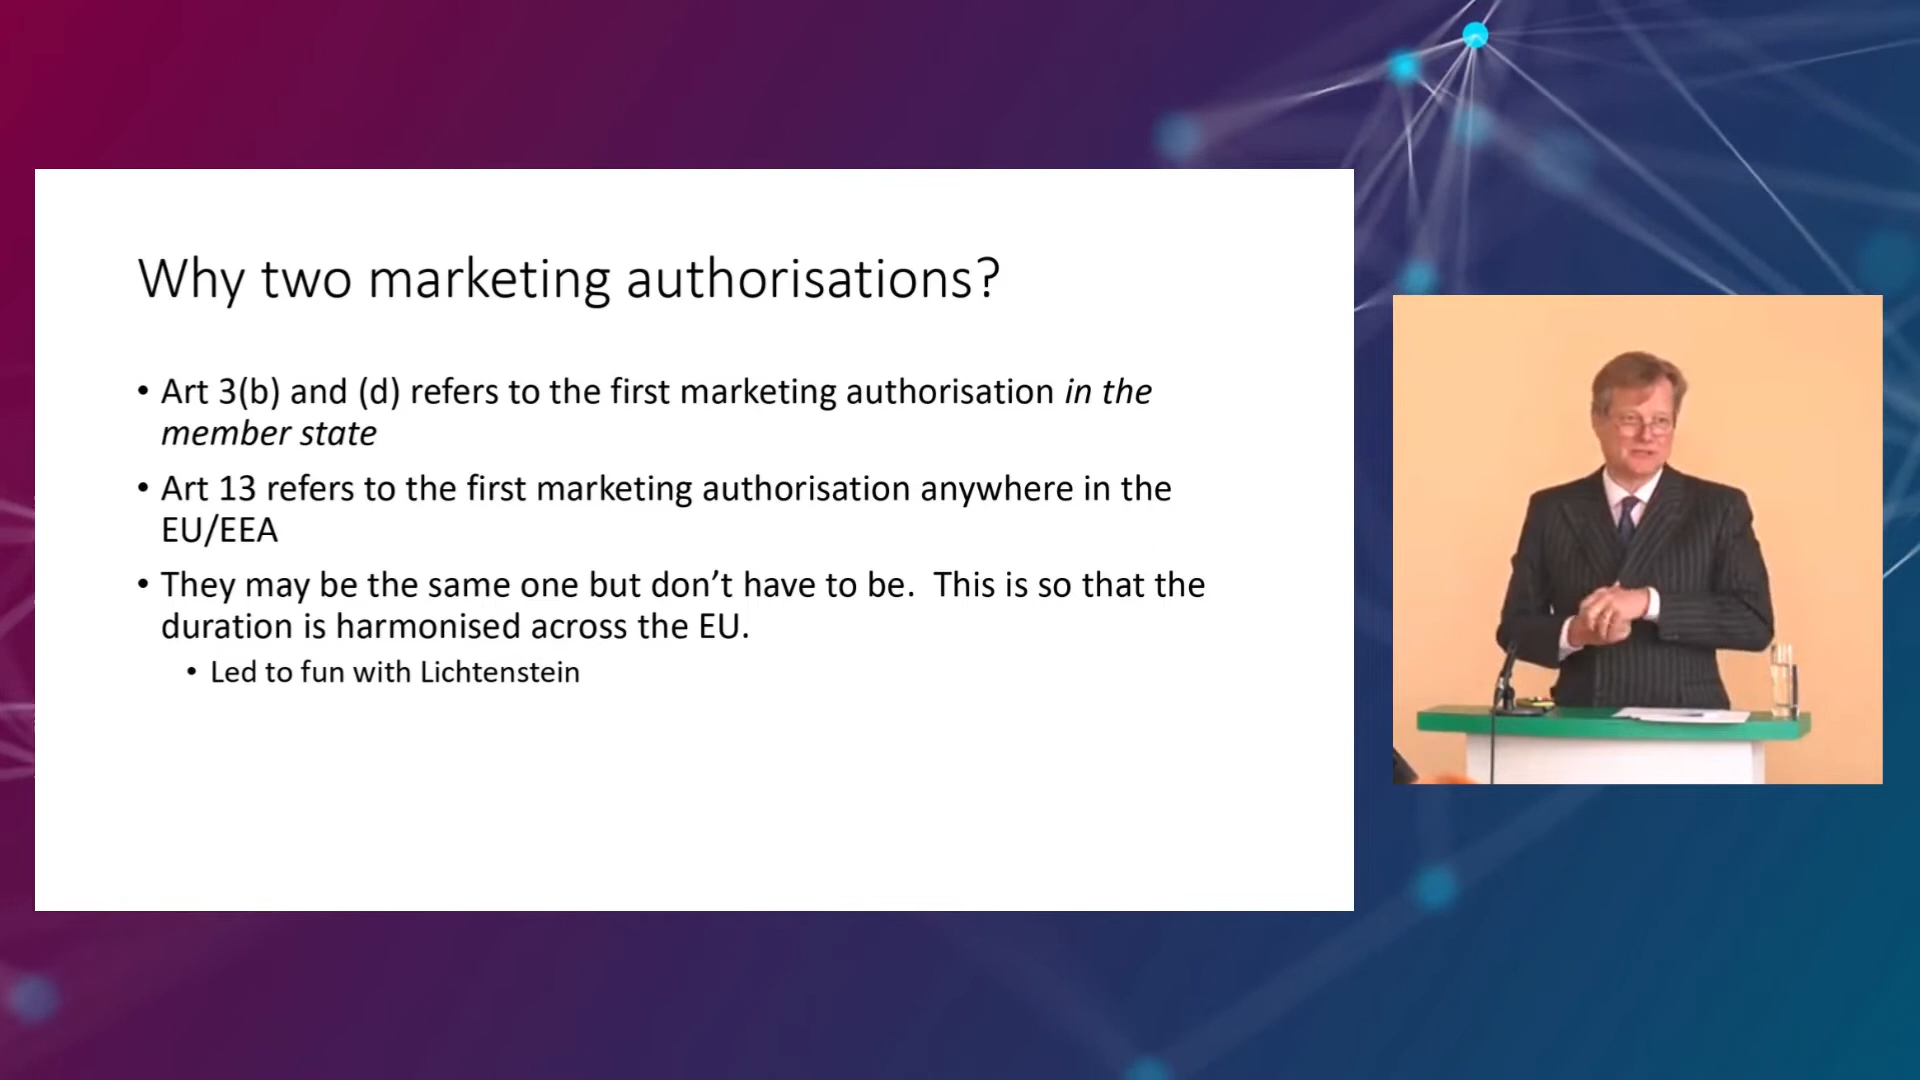 Why two marketing authorisations?
• Art 3(b) and (d) refers to the first marketing authorisation in the
member state
• Art 13 refers to the first marketing authorisation anywhere in the
EU/EEA
• They may be the same one but don’t have to be.  This is so that the
duration is harmonised across the EU.
• Led to fun with Lichtenstein